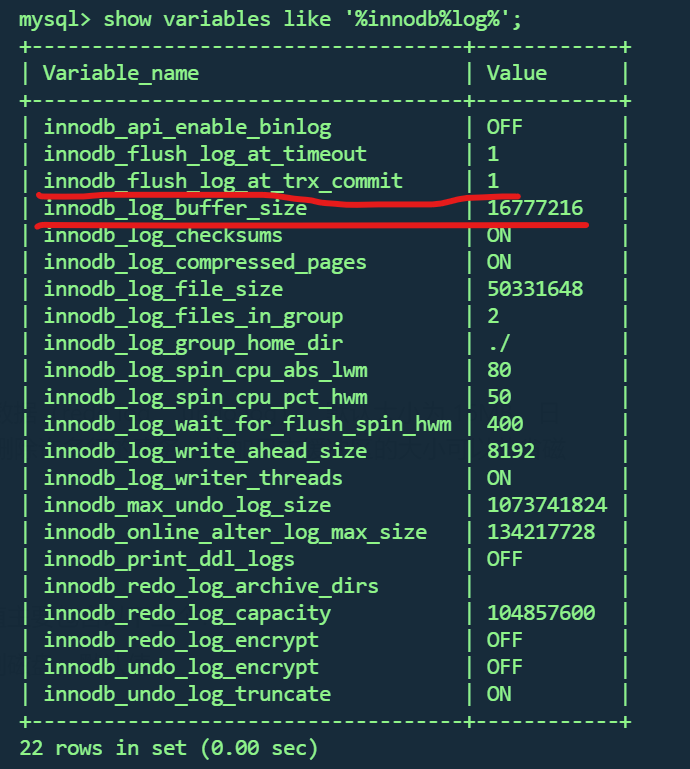 mysql> show variables like '%innodb%log%';
+------------------------------------+------------+
| Variable_name | Value |
+------------------------------------+------------+
| innodb_api_enable_binlog | OFF |
| innodb_flush_log_at_timeout | 1 |
| innodb_flush_log_at_trx_commit | 1 |
| innodb_log_buffer_size | 16777216 |
| innodb_log_checksums | ON |
| innodb_log_compressed_pages | ON |
| innodb_log_file_size | 50331648 |
| innodb_log_files_in_group | 2 |
| innodb_log_group_home_dir | ./ |
| innodb_log_spin_cpu_abs_lwm | 80 |
| innodb_log_spin_cpu_pct_hwm | 50 |
| innodb_log_wait_for_flush_spin_hwm | 400 |
| innodb_log_write_ahead_size | 8192 |
| innodb_log_writer_threads | ON |
| innodb_max_undo_log_size | 1073741824 |
| innodb_online_alter_log_max_size | 134217728 |
| innodb_print_ddl_logs | OFF |
| innodb_redo_log_archive_dirs | |
| innodb_redo_log_capacity | 104857600 |
| innodb_redo_log_encrypt | OFF |
| innodb_undo_log_encrypt | OFF |
| innodb_undo_log_truncate | ON |
+------------------------------------+------------+
22 rows in set (0.00 sec)